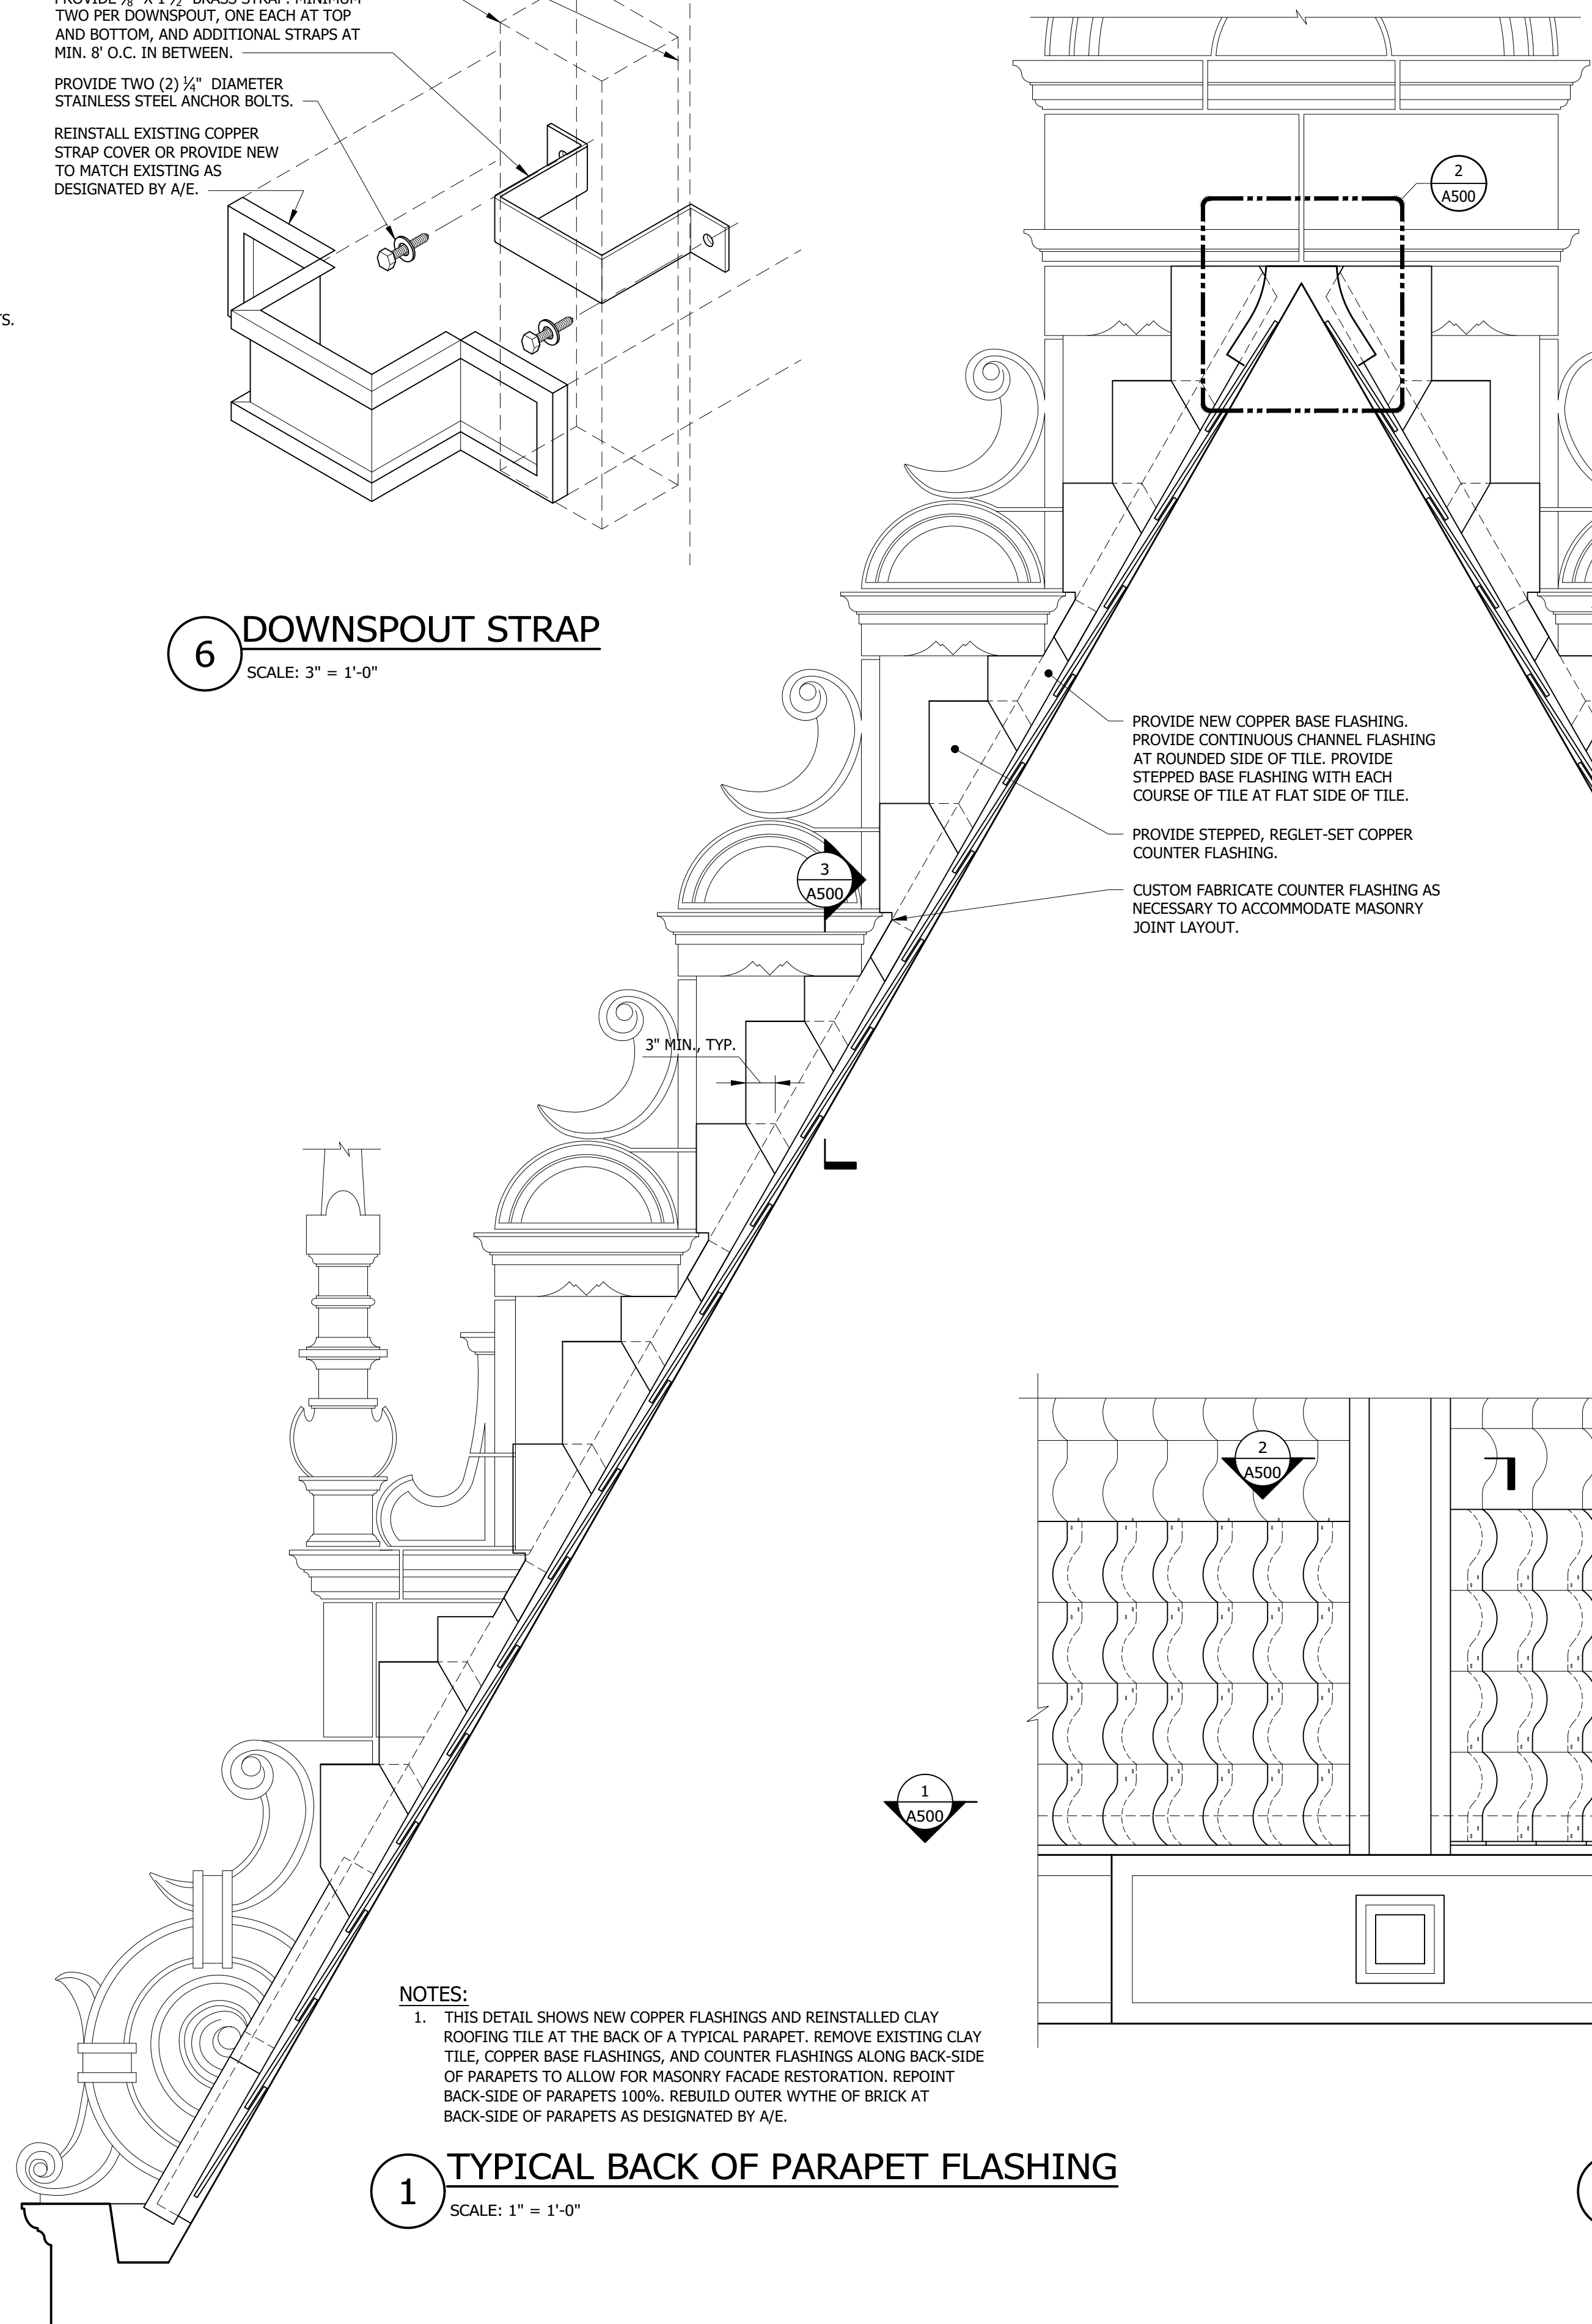 PROVIDE ⅛" X 1 ½" BRASS STRAP. MINIMUM
TWO PER DOWNSPOUT, ONE EACH AT TOP
AND BOTTOM, AND ADDITIONAL STRAPS AT
MIN. 8' O.C. IN BETWEEN.
PROVIDE TWO (2) ¼" DIAMETER
STAINLESS STEEL ANCHOR BOLTS.
REINSTALL EXISTING COPPER
STRAP COVER OR PROVIDE NEW
TO MATCH EXISTING AS
DESIGNATED BY A/E.
TS.
6
DOWNSPOUT STRAP
SCALE: 3" = 1'-0"
2
A500
PROVIDE NEW COPPER BASE FLASHING.
PROVIDE CONTINUOUS CHANNEL FLASHING
AT ROUNDED SIDE OF TILE. PROVIDE
STEPPED BASE FLASHING WITH EACH
COURSE OF TILE AT FLAT SIDE OF TILE.
PROVIDE STEPPED, REGLET-SET COPPER
COUNTER FLASHING.
CUSTOM FABRICATE COUNTER FLASHING AS
NECESSARY TO ACCOMMODATE MASONRY
JOINT LAYOUT.
3
A500
3" MIN., TYP.
2
A500
1
A500
NOTES:
1. THIS DETAIL SHOWS NEW COPPER FLASHINGS AND REINSTALLED CLAY
ROOFING TILE AT THE BACK OF A TYPICAL PARAPET. REMOVE EXISTING CLAY
TILE, COPPER BASE FLASHINGS, AND COUNTER FLASHINGS ALONG BACK-SIDE
OF PARAPETS TO ALLOW FOR MASONRY FACADE RESTORATION. REPOINT
BACK-SIDE OF PARAPETS 100%. REBUILD OUTER WYTHE OF BRICK AT
BACK-SIDE OF PARAPETS AS DESIGNATED BY A/E.
1
TYPICAL BACK OF PARAPET FLASHING
SCALE: 1" = 1'-0"